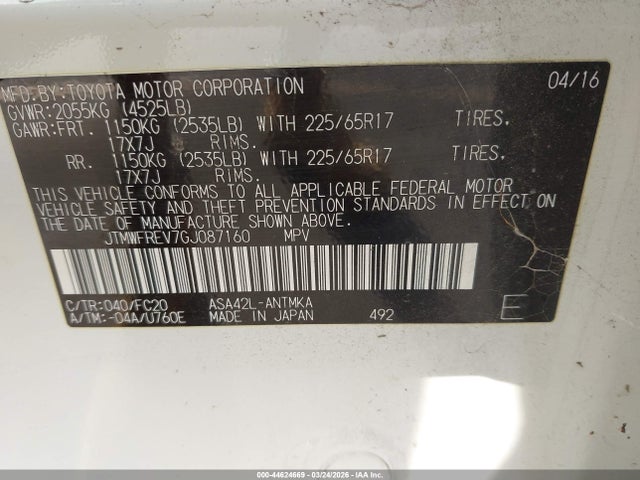 MFD.BY:TOYOTA MOTOR CORPORATION 04/16
GVWR:2055KG (4525LB)
GAWR:FRT. 1150KG (2535LB) WITH 225/65R17 TIRES.
17X7J RIMS.
RR. 1150KG (2535LB) WITH 225/65R17 TIRES.
17X7J RIMS.
THIS VEHICLE CONFORMS TO ALL APPLICABLE FEDERAL MOTOR
VEHICLE SAFETY AND THEFT PREVENTION STANDARDS IN EFFECT ON
THE DATE OF MANUFACTURE SHOWN ABOVE.
JTMWFREV7GJ087160 MPV
C/TR:040/FC20 ASA42L-ANTMKA
A/TM:-04A/U760E MADE IN JAPAN 492 E
000-44624669 - 03/24/2026 - IAAI.COM